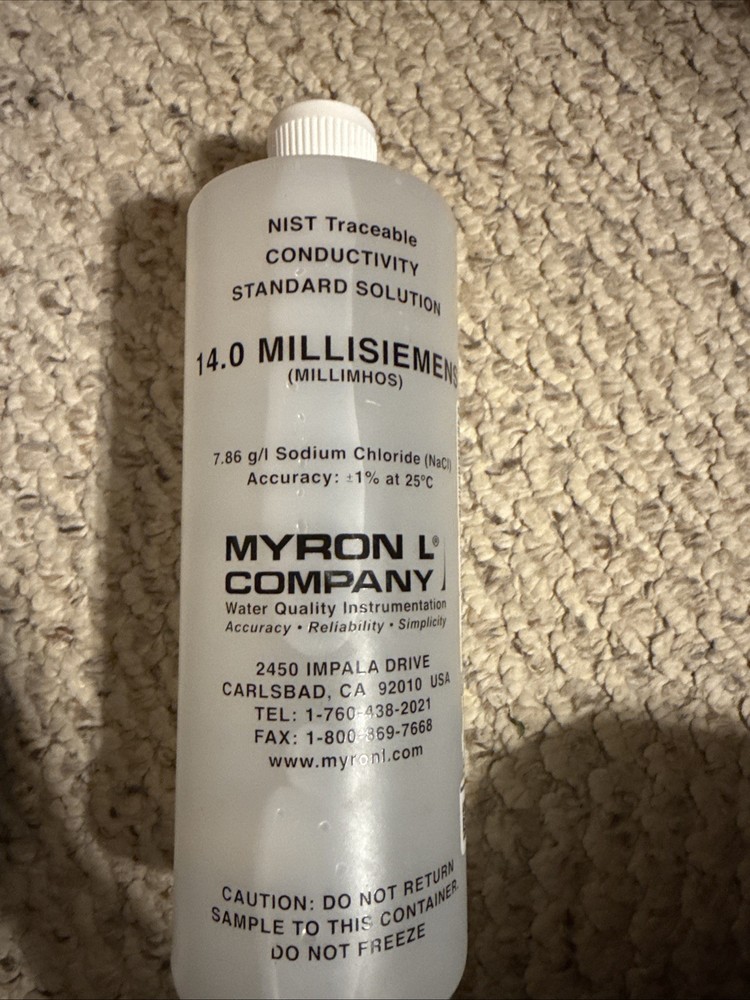 NIST Traceable
CONDUCTIVITY
STANDARD SOLUTION
14.0 MILLISIEMENS
(MILLIMHOS)
7.86 g/l Sodium Chloride (NaCl)
Accuracy: ±1% at 25°C
MYRON L®
COMPANY
Water Quality Instrumentation
Accuracy • Reliability • Simplicity
2450 IMPALA DRIVE
CARLSBAD, CA 92010 USA
TEL: 1-760-438-2021
FAX: 1-800-869-7668
www.myronl.com
CAUTION: DO NOT RETURN
SAMPLE TO THIS CONTAINER.
DO NOT FREEZE